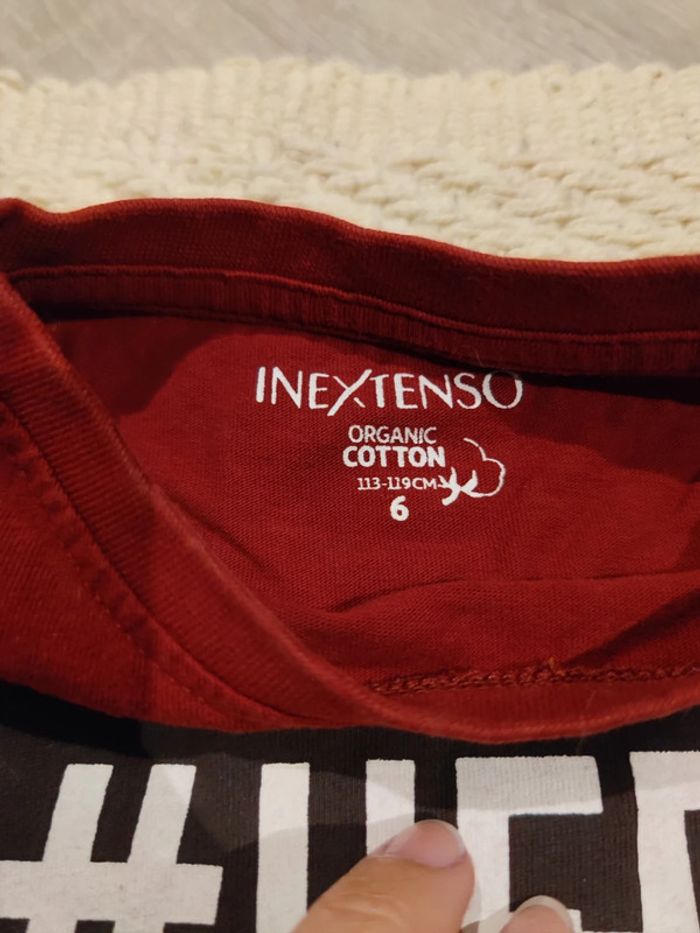 INEXTENSO
ORGANIC
COTTON
113-119CM
6